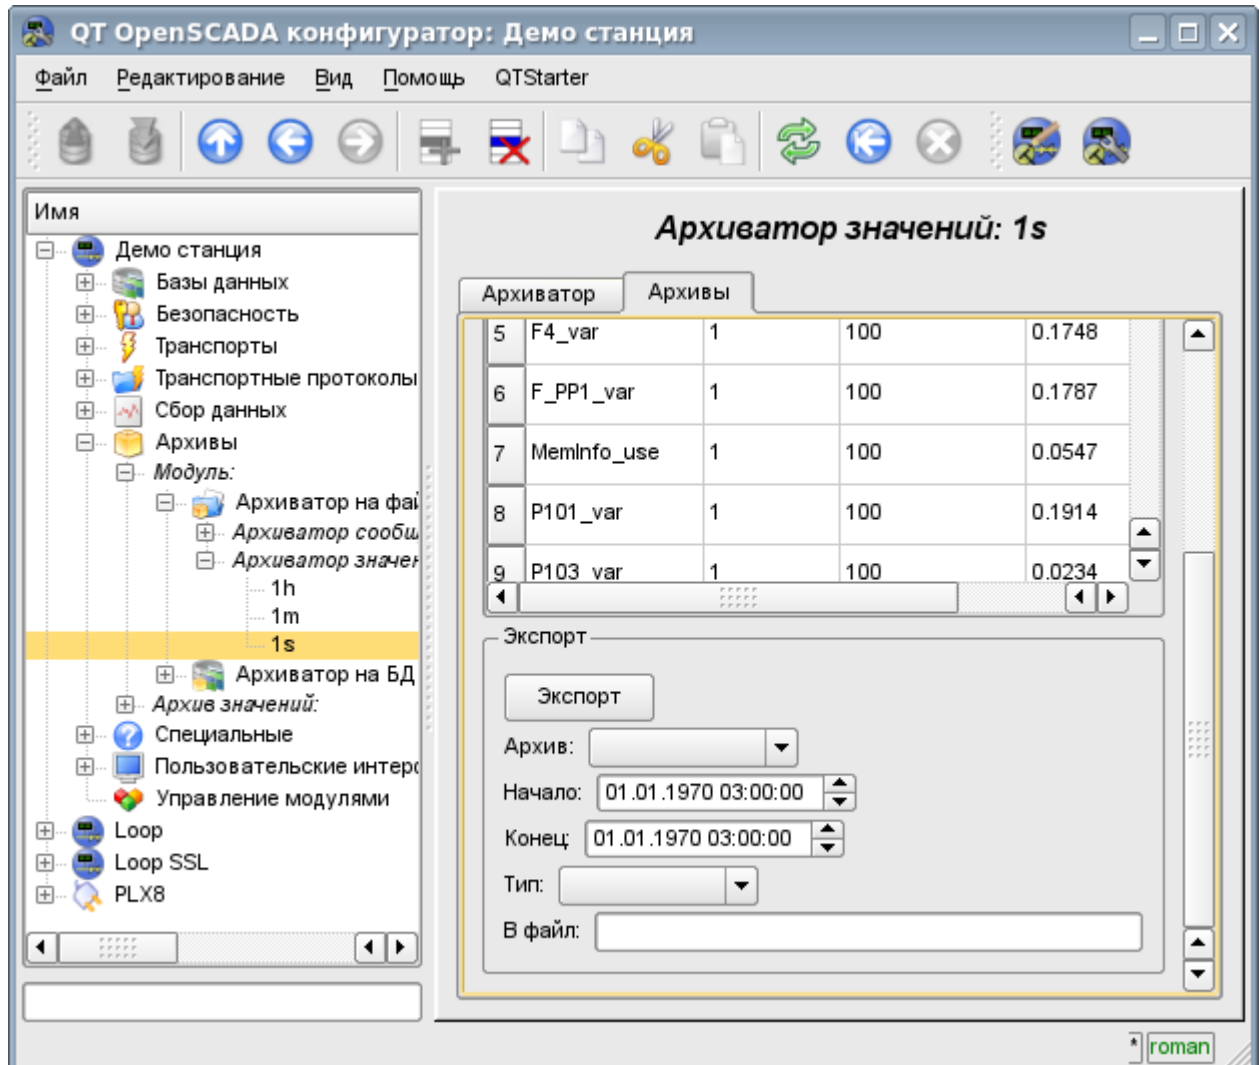 QT OpenSCADA конфигуратор: Демо станция
Файл Редактирование Вид Помощь QTStarter
Имя
Демо станция
Базы данных
Безопасность
Транспорты
Транспортные протоколы
Сбор данных
Архивы
Модуль:
Архиватор на фай
Архиватор сообщ
Архиватор значен
1h
1m
1s
Архиватор на БД
Архив значений:
Специальные
Пользовательские интерф
Управление модулями
Loop
Loop SSL
PLX8
Архиватор значений: 1s
Архиватор Архивы
5 F4_var 1 100 0.1748
6 F_PP1_var 1 100 0.1787
7 MemInfo_use 1 100 0.0547
8 P101_var 1 100 0.1914
9 P103_var 1 100 0.0234
Экспорт
Экспорт
Архив:
Начало: 01.01.1970 03:00:00
Конец: 01.01.1970 03:00:00
Тип:
В файл:
* roman